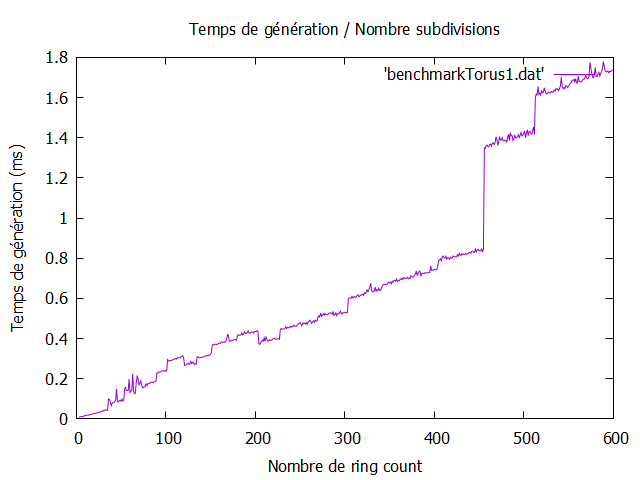 Temps de génération / Nombre subdivisions
'benchmarkTorus1.dat'
Temps de génération (ms)
1.8
1.6
1.4
1.2
1
0.8
0.6
0.4
0.2
0
0 100 200 300 400 500 600
Nombre de ring count